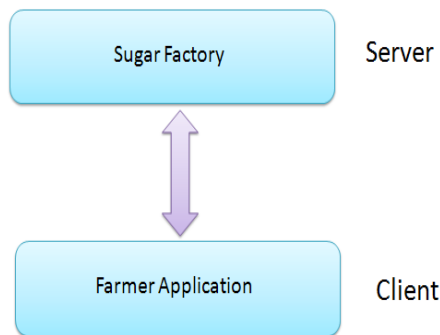 Sugar Factory
Server
Farmer Application
Client